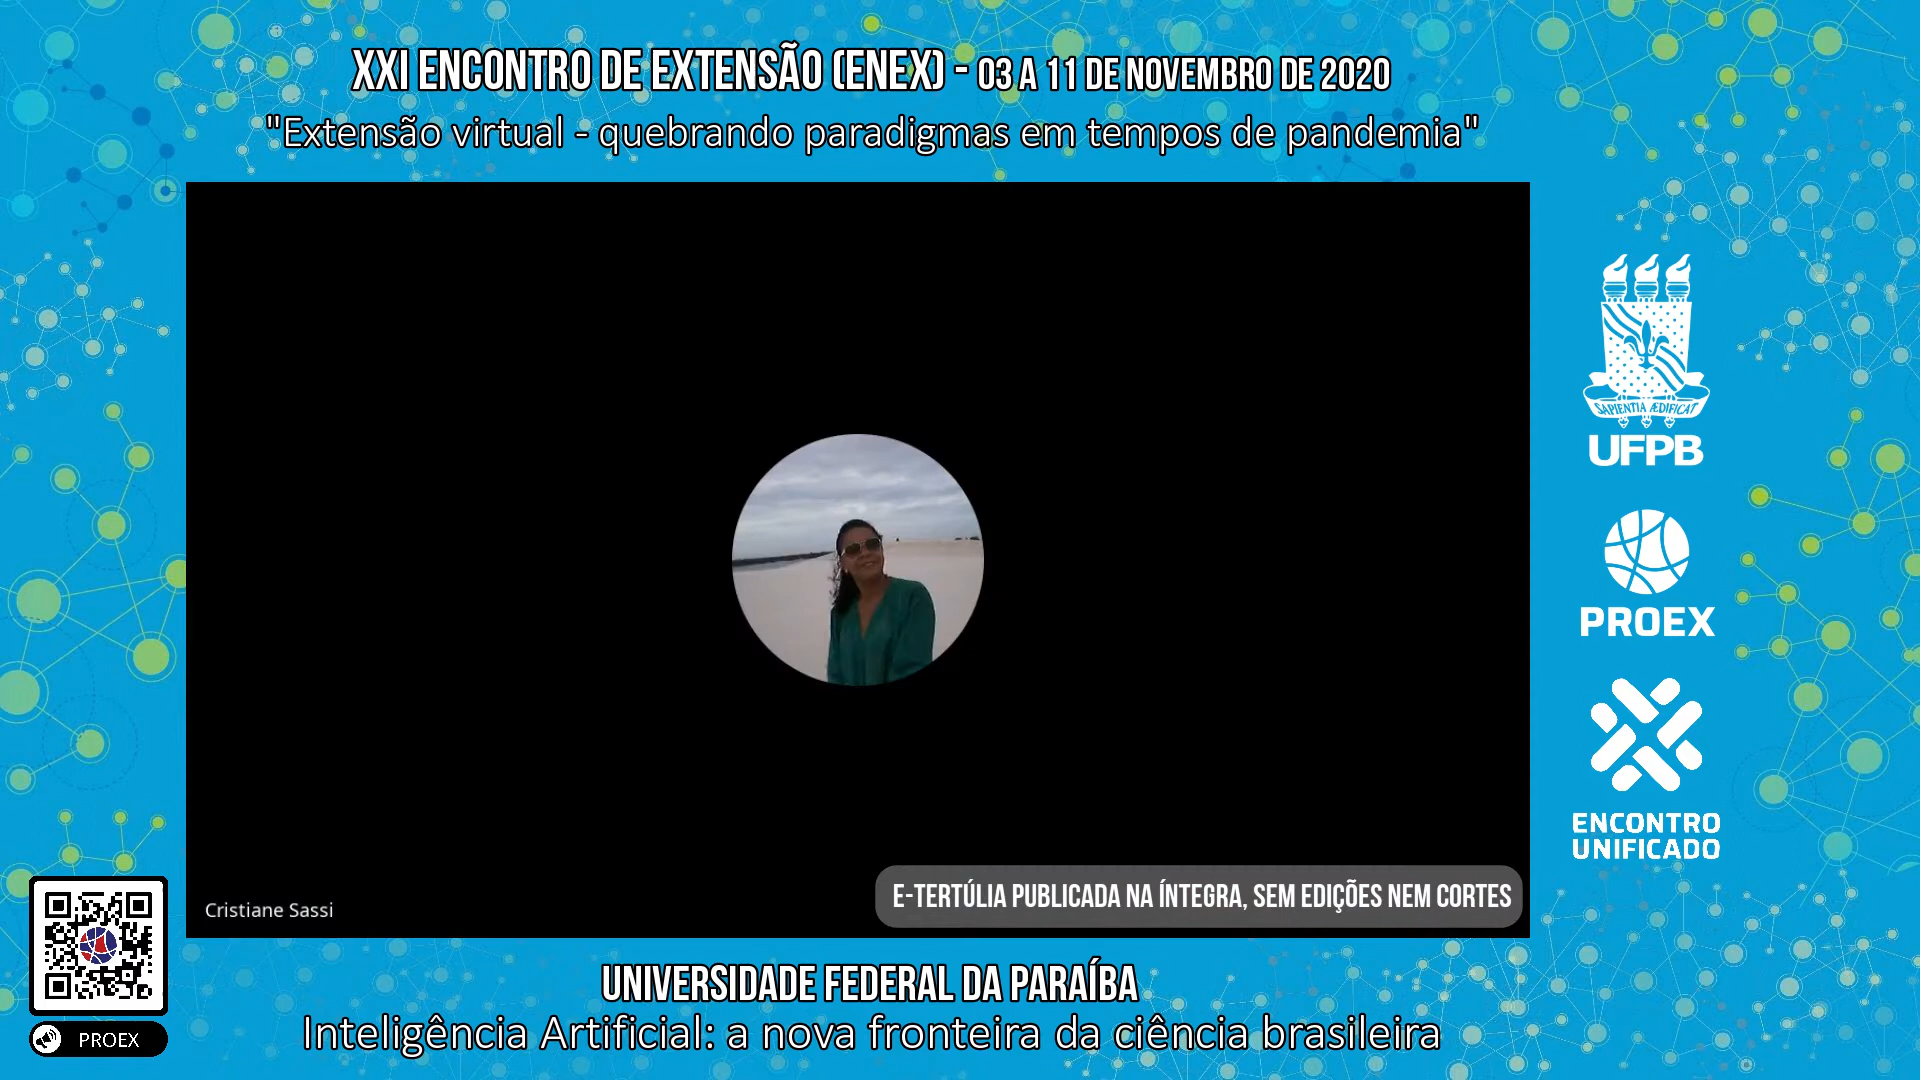 XXI ENCONTRO DE EXTENSÃO (ENEX) - 03 A 11 DE NOVEMBRO DE 2020
"Extensão virtual - quebrando paradigmas em tempos de pandemia"
SAPIENTIA ÆDIFICAT
UFPB
PROEX
ENCONTRO
UNIFICADO
E-TERTÚLIA PUBLICADA NA ÍNTEGRA, SEM EDIÇÕES NEM CORTES
Cristiane Sassi
UNIVERSIDADE FEDERAL DA PARAÍBA
Inteligência Artificial: a nova fronteira da ciência brasileira
PROEX